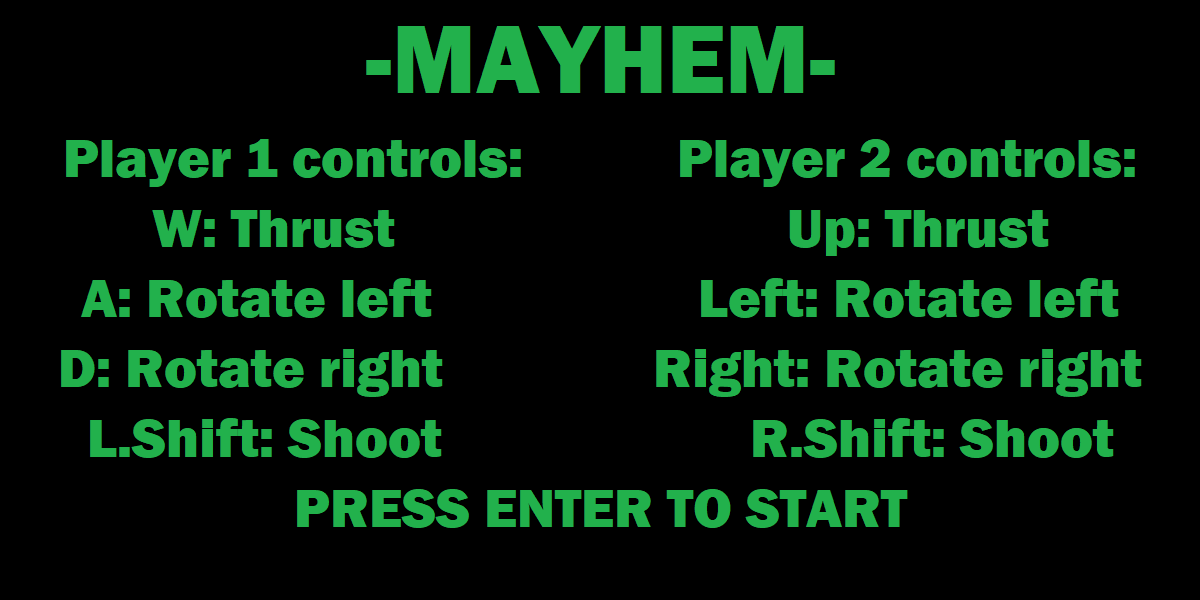 -MAYHEM-
Player 1 controls:
W: Thrust
A: Rotate left
D: Rotate right
L.Shift: Shoot
Player 2 controls:
Up: Thrust
Left: Rotate left
Right: Rotate right
R.Shift: Shoot
PRESS ENTER TO START